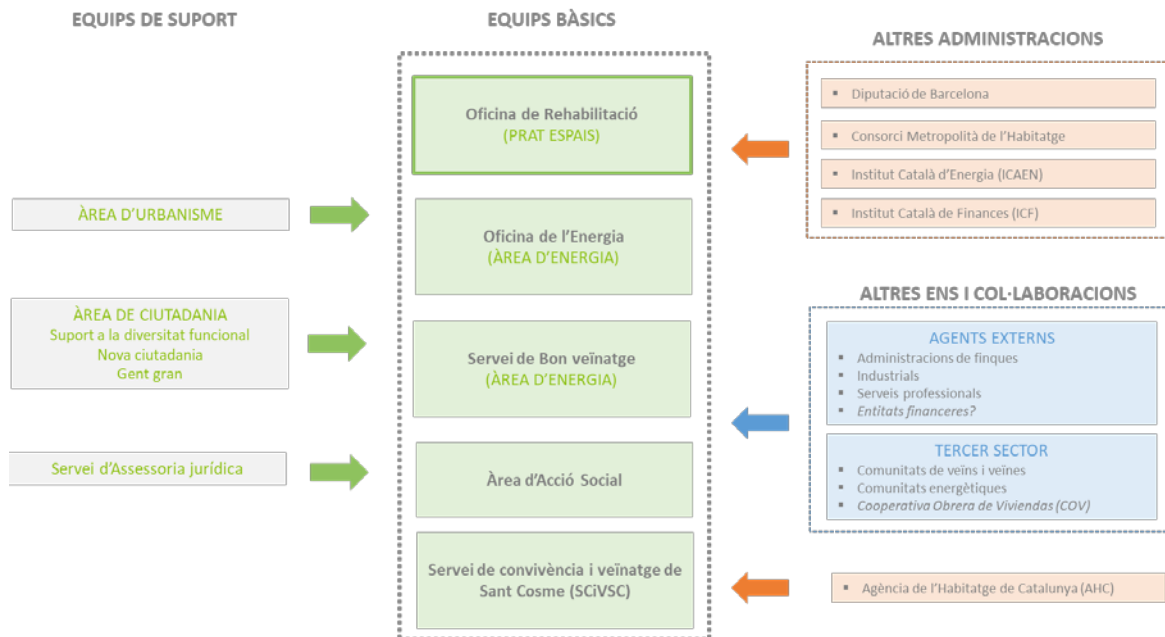 EQUIPS DE SUPORT
ÀREA D'URBANISME
ÀREA DE CIUTADANIA
Suport a la diversitat funcional
Nova ciutadania
Gent gran
Servei d'Assessoria jurídica
EQUIPS BÀSICS
Oficina de Rehabilitació
(PRAT ESPAIS)
Oficina de l'Energia
(ÀREA D'ENERGIA)
Servei de Bon veïnatge
(ÀREA D'ENERGIA)
Àrea d'Acció Social
Servei de convivència i veïnatge de
Sant Cosme (SCiVSC)
ALTRES ADMINISTRACIONS
▪ Diputació de Barcelona
▪ Consorci Metropolità de l'Habitatge
▪ Institut Català d'Energia (ICAEN)
▪ Institut Català de Finances (ICF)
ALTRES ENS I COL·LABORACIONS
AGENTS EXTERNS
▪ Administracions de finques
▪ Industrials
▪ Serveis professionals
▪ Entitats financeres?
TERCER SECTOR
▪ Comunitats de veïns i veïnes
▪ Comunitats energètiques
▪ Cooperativa Obrera de Viviendas (COV)
▪ Agència de l'Habitatge de Catalunya (AHC)